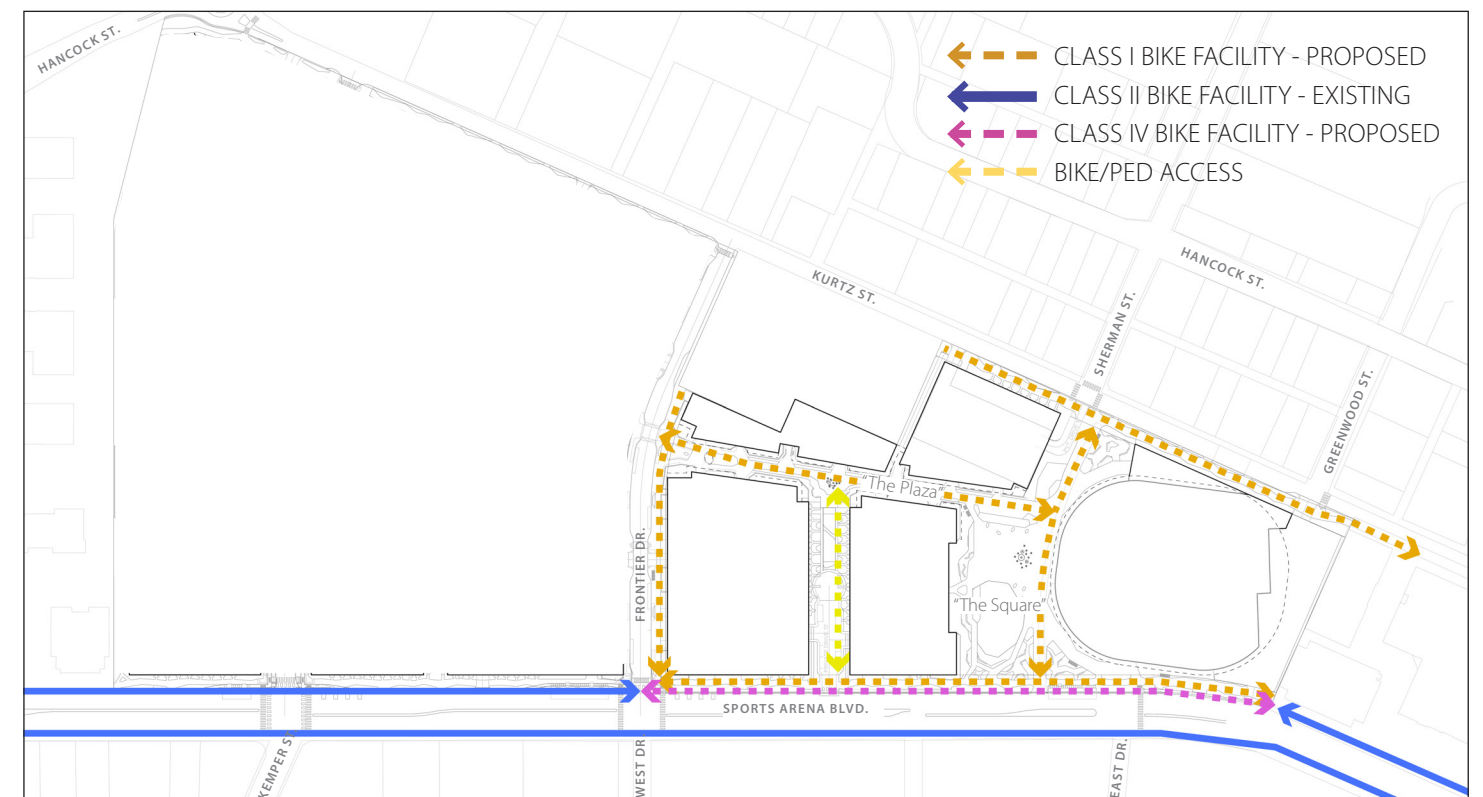 HANCOCK ST.
CLASS I BIKE FACILITY - PROPOSED
CLASS II BIKE FACILITY - EXISTING
CLASS IV BIKE FACILITY - PROPOSED
BIKE/PED ACCESS
HANCOCK ST.
KURTZ ST.
SHERMAN ST.
GREENWOOD ST.
"The Plaza"
FRONTIER DR.
"The Square"
SPORTS ARENA BLVD.
KEMPER ST
WEST DR
EAST DR.